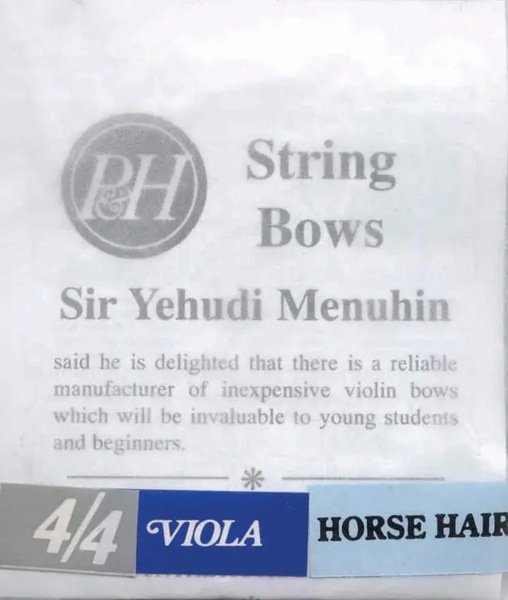 P&H
String
Bows
Sir Yehudi Menuhin
said he is delighted that there is a reliable
manufacturer of inexpensive violin bows
which will be invaluable to young students
and beginners.
4/4 VIOLA HORSE HAIR